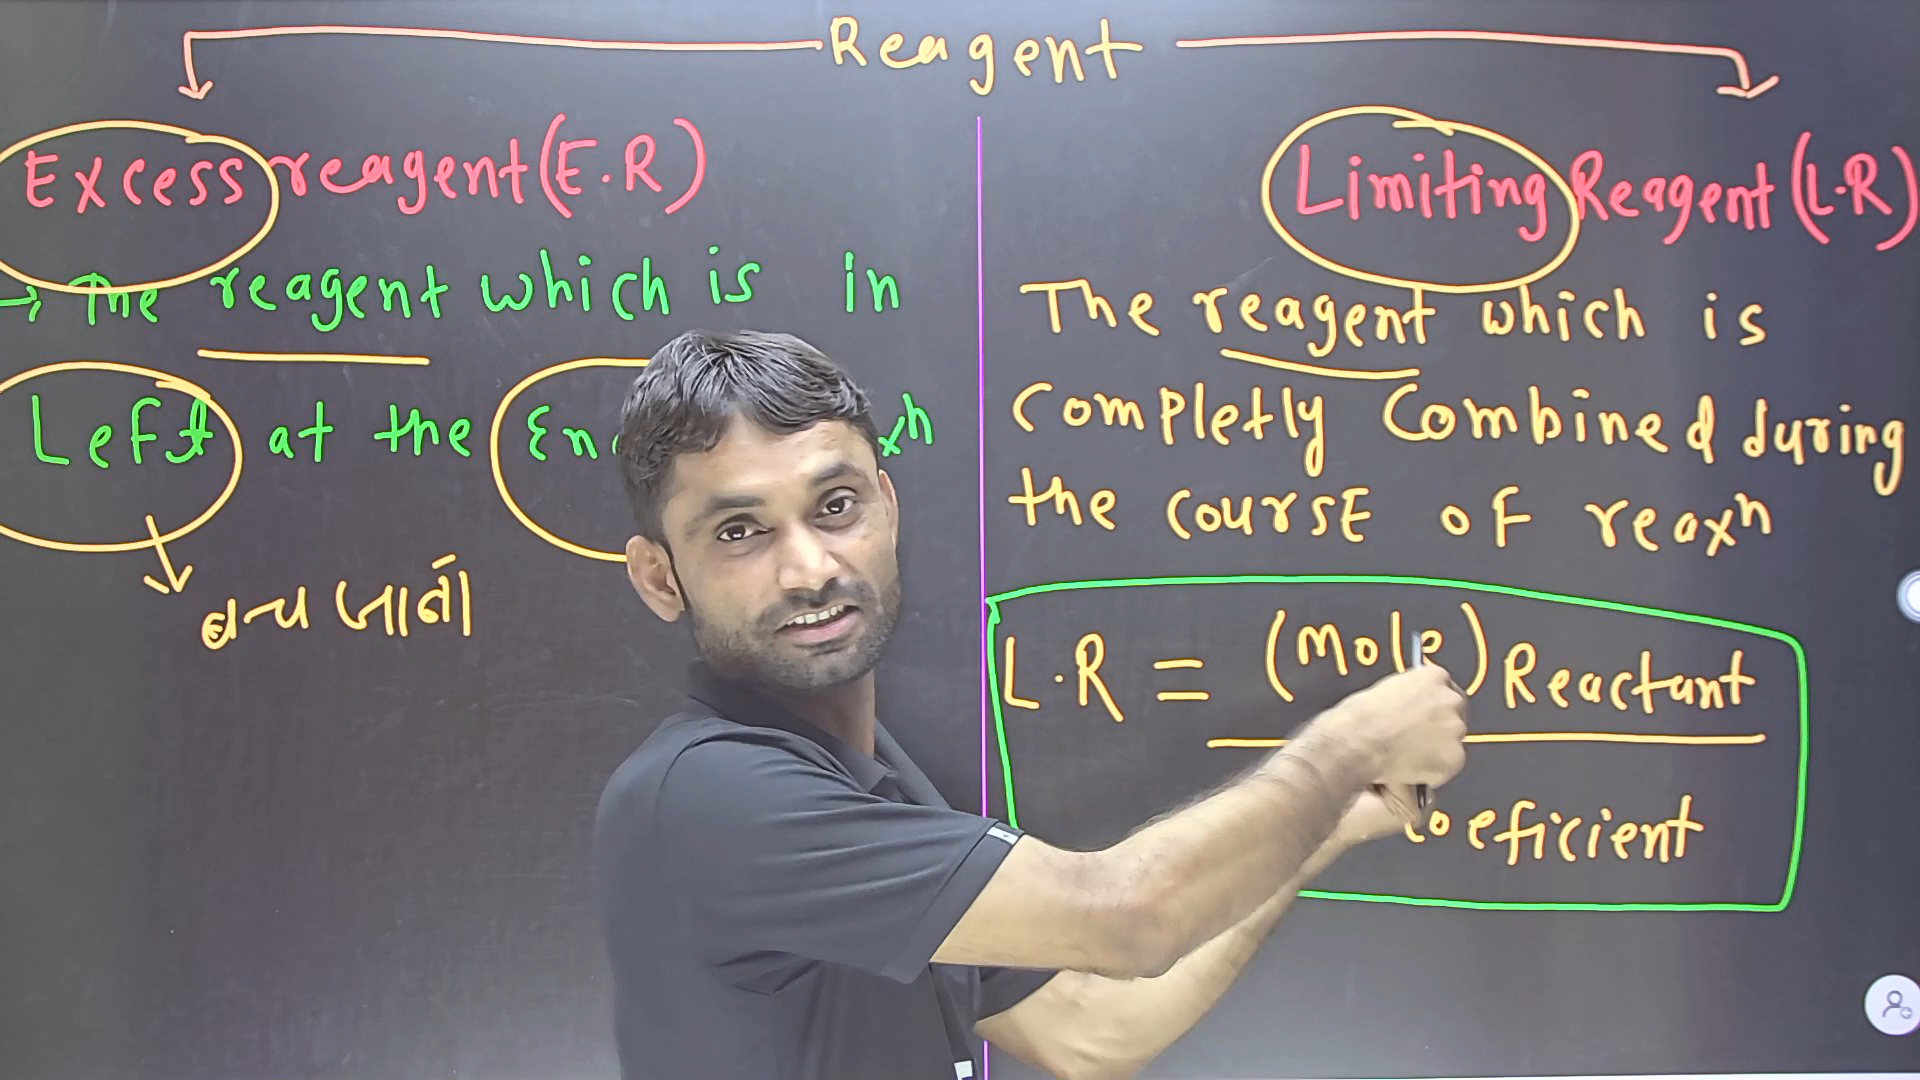 Reagent
Excess reagent (E.R)
→ The reagent which is in
Left at the
Limiting Reagent (L.R)
The reagent which is
completly Combined during
the coursE oF reaxn
L.R = (mole) Reactant
coeficient